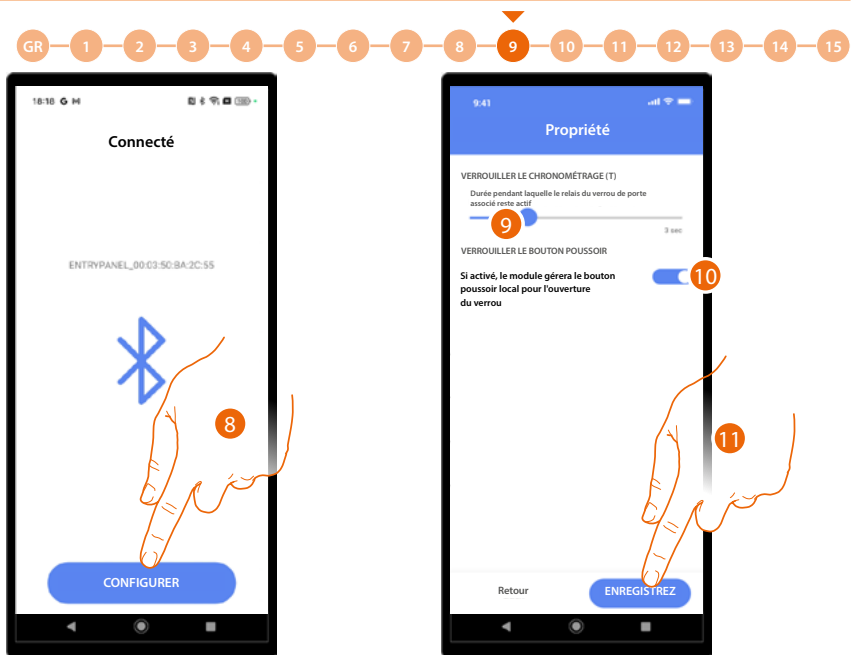 GR 1 2 3 4 5 6 7 8 9 10 11 12 13 14 15
18:18 G
Connecté
ENTRYPANEL_00:03:50:BA:2C:55
8
CONFIGURER
9:41
Propriété
VERROUILLER LE CHRONOMÉTRAGE (T)
Durée pendant laquelle le relais du verrou de porte
associé reste actif
9
3 sec
VERROUILLER LE BOUTON POUSSOIR
Si activé, le module gérera le bouton
poussoir local pour l'ouverture
du verrou
10
11
Retour
ENREGISTREZ